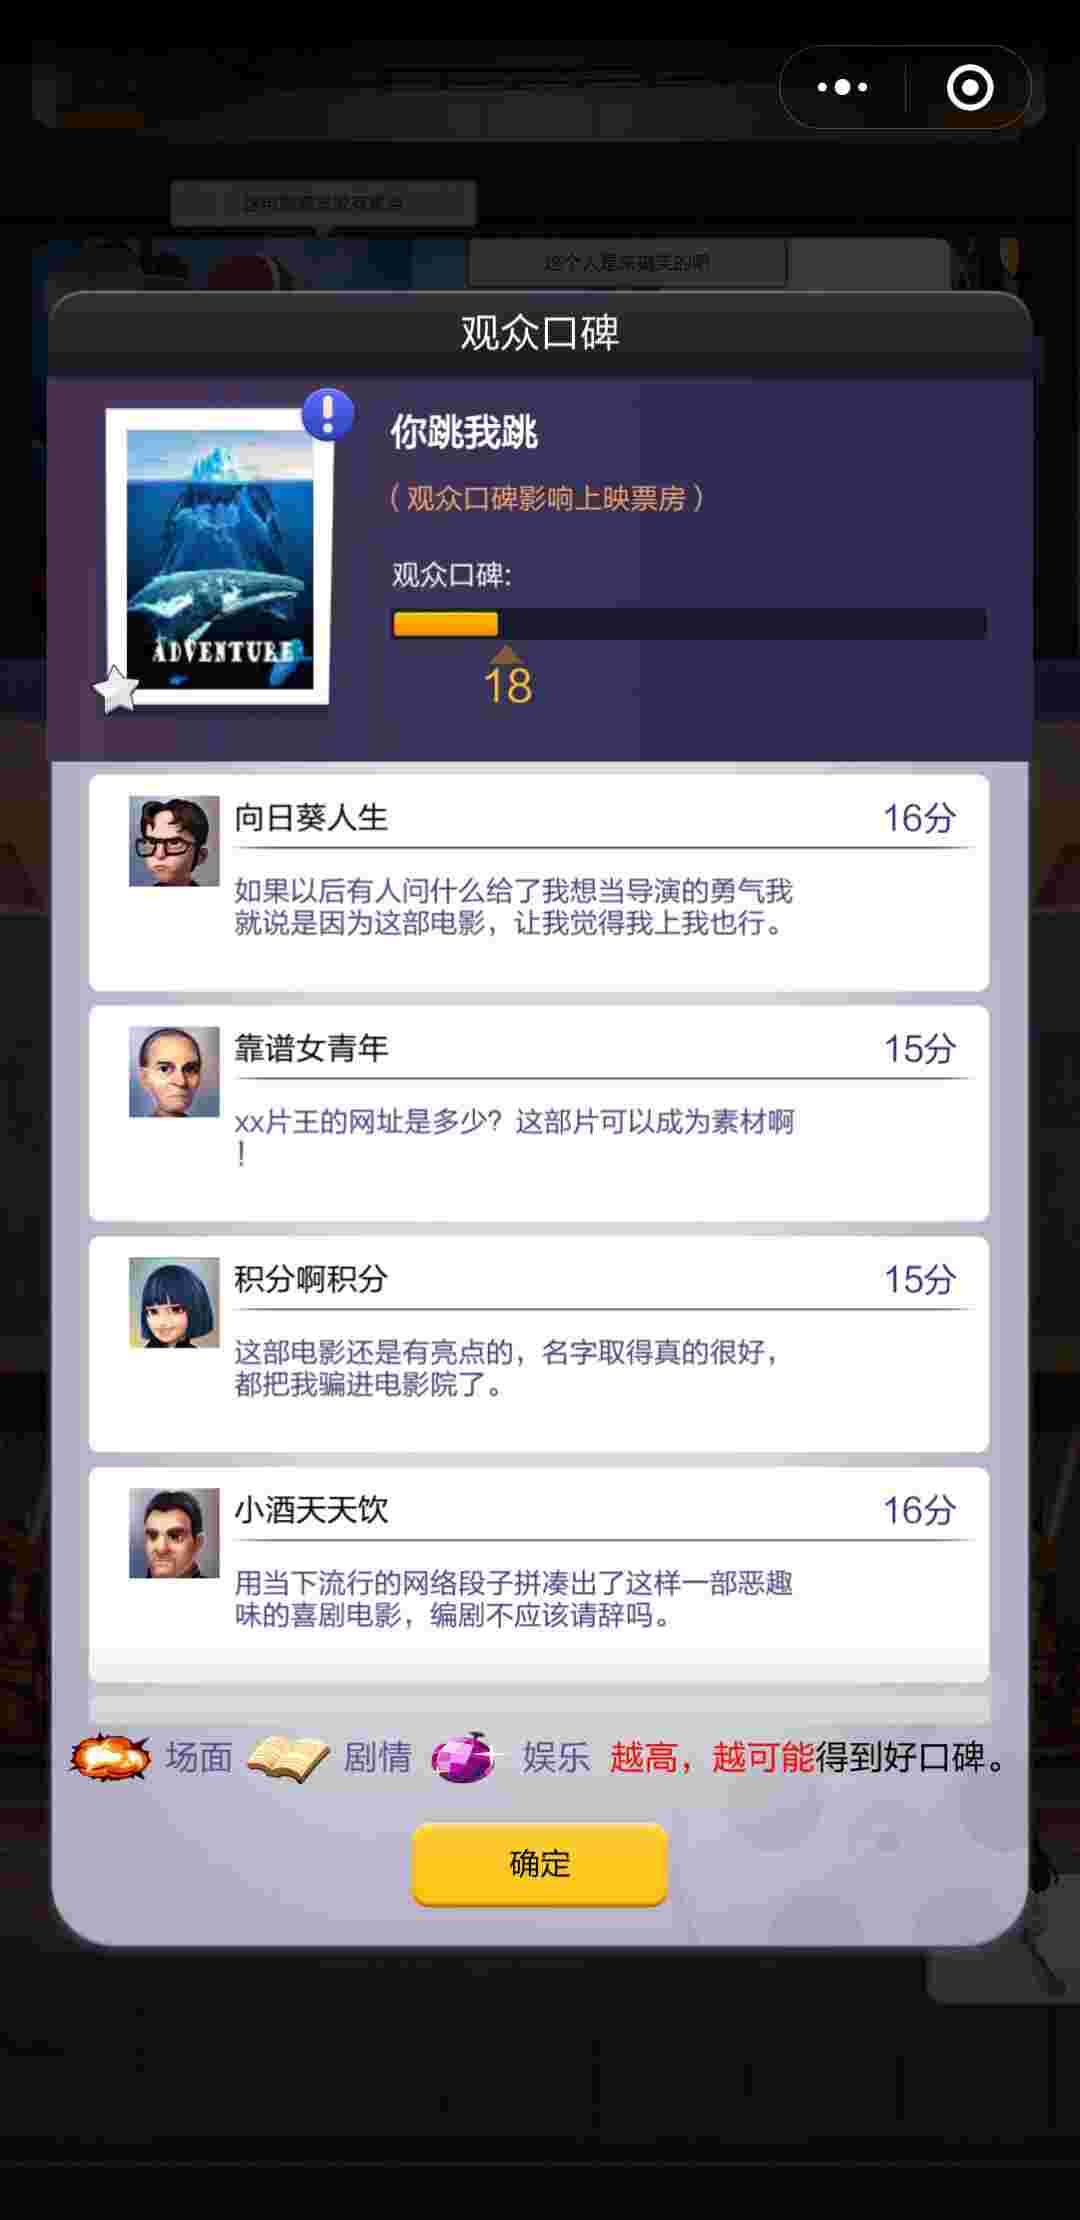 这个人是来搞笑的吧
观众口碑
你跳我跳
（观众口碑影响上映票房）
观众口碑:
ADVENTURE
18
向日葵人生
16分
如果以后有人问什么给了我想当导演的勇气我
就说是因为这部电影，让我觉得我上我也行。
靠谱女青年
15分
xx片王的网址是多少？这部片可以成为素材啊
！
积分啊积分
15分
这部电影还是有亮点的，名字取得真的很好，
都把我骗进电影院了。
小酒天天饮
16分
用当下流行的网络段子拼凑出了这样一部恶趣
味的喜剧电影，编剧不应该请辞吗。
场面 剧情 娱乐 越高，越可能得到好口碑。
确定